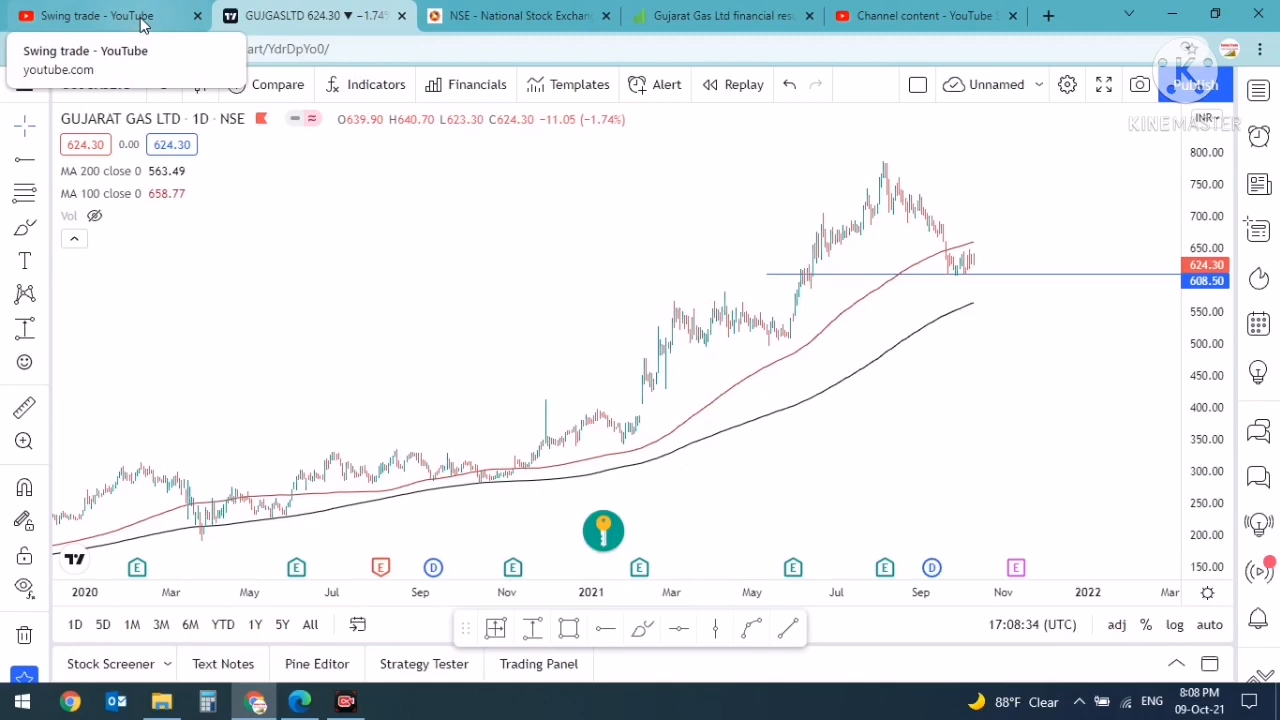 Swing trade - YouTube
GUJGASLTD 624.30 ▼ −1.74%
NSE - National Stock Exchan
Gujarat Gas Ltd financial res
Channel content - YouTube S
Swing trade - YouTube
youtube.com
art/YdrDpYo0/
Compare
Indicators
Financials
Templates
Alert
Replay
Unnamed
Publish
K
KINEMASTER
GUJARAT GAS LTD · 1D · NSE
O639.90 H640.70 L623.30 C624.30 −11.05 (−1.74%)
INR
624.30 0.00 624.30
MA 200 close 0 563.49
MA 100 close 0 658.77
Vol
800.00
750.00
700.00
650.00
624.30
608.50
550.00
500.00
450.00
400.00
350.00
300.00
250.00
200.00
150.00
E E E D E E E E D E
2020 Mar May Jul Sep Nov 2021 Mar May Jul Sep Nov 2022 Mar
1D 5D 1M 3M 6M YTD 1Y 5Y All
17:08:34 (UTC) adj % log auto
Stock Screener Text Notes Pine Editor Strategy Tester Trading Panel
88°F Clear ENG
8:08 PM
09-Oct-21